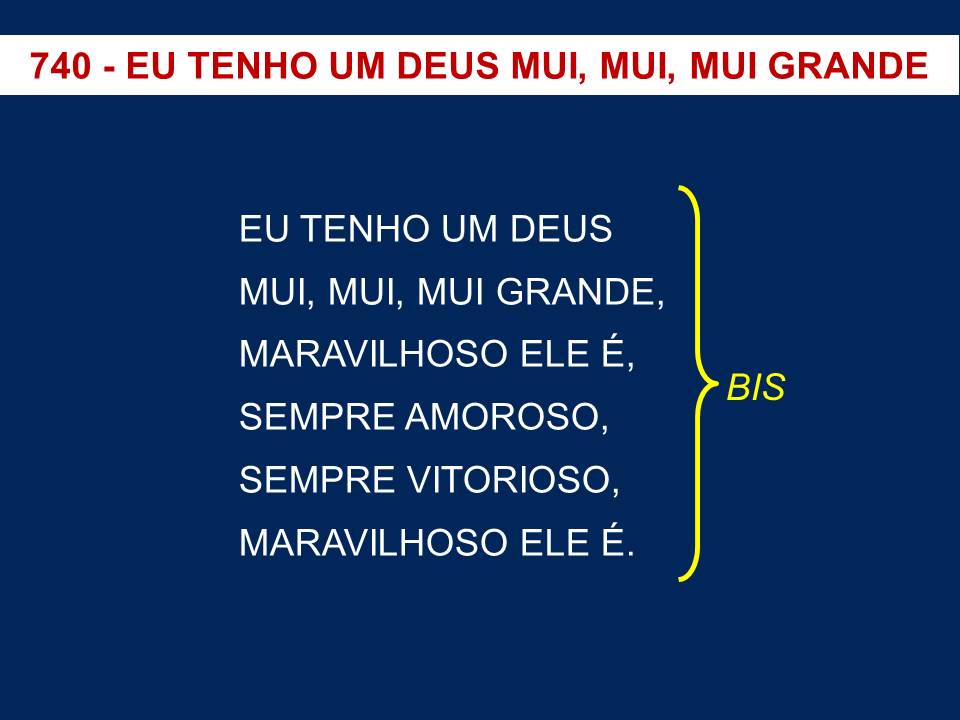 740 - EU TENHO UM DEUS MUI, MUI, MUI GRANDE
EU TENHO UM DEUS
MUI, MUI, MUI GRANDE,
MARAVILHOSO ELE É,
SEMPRE AMOROSO,
SEMPRE VITORIOSO,
MARAVILHOSO ELE É.
BIS